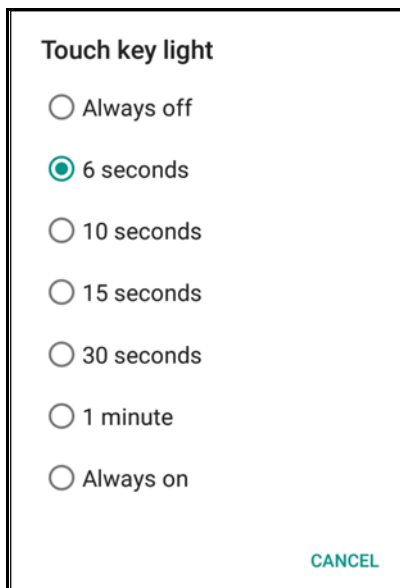 Touch key light
Always off
6 seconds
10 seconds
15 seconds
30 seconds
1 minute
Always on
CANCEL